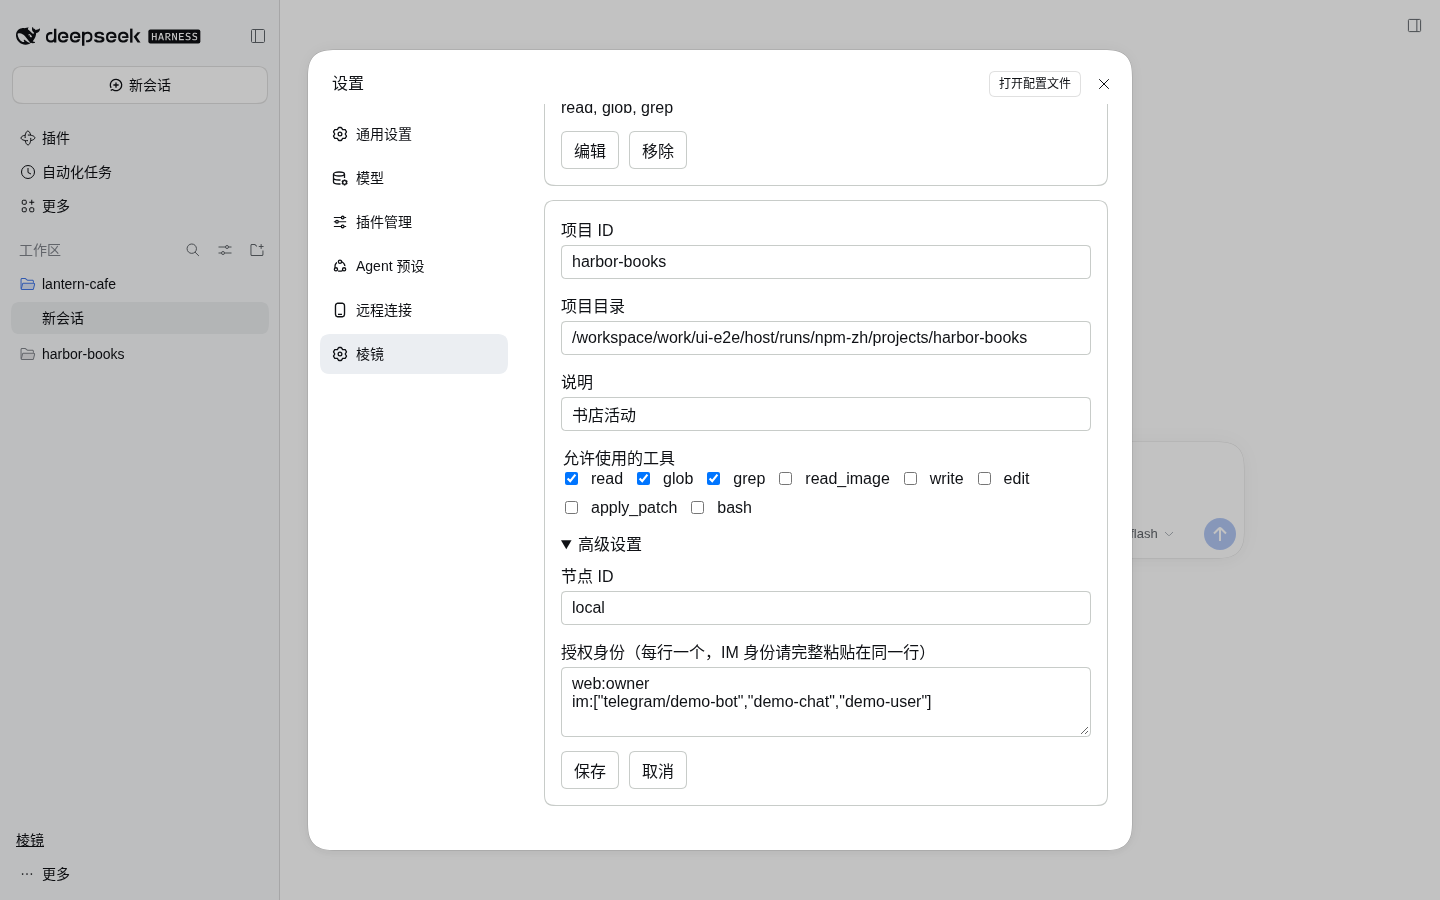 deepseek HARNESS
新会话
插件
自动化任务
更多
工作区
lantern-cafe
新会话
harbor-books
棱镜
··· 更多
设置
打开配置文件
通用设置
模型
插件管理
Agent 预设
远程连接
棱镜
read, glob, grep
编辑 移除
项目 ID
harbor-books
项目目录
/workspace/work/ui-e2e/host/runs/npm-zh/projects/harbor-books
说明
书店活动
允许使用的工具
read glob grep read_image write edit
apply_patch bash
高级设置
节点 ID
local
授权身份（每行一个，IM 身份请完整粘贴在同一行）
web:owner
im:["telegram/demo-bot","demo-chat","demo-user"]
保存 取消
flash